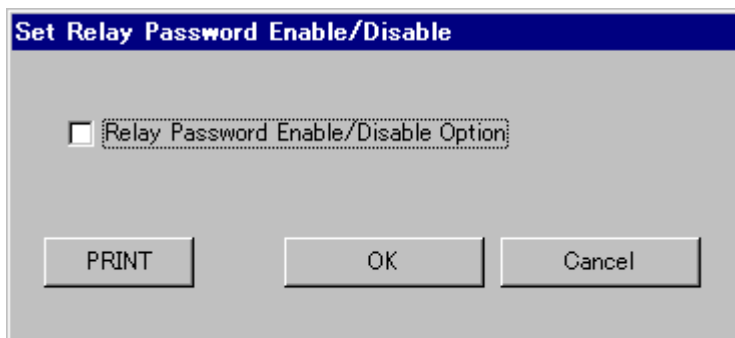 Set Relay Password Enable/Disable
Relay Password Enable/Disable Option
PRINT
OK
Cancel